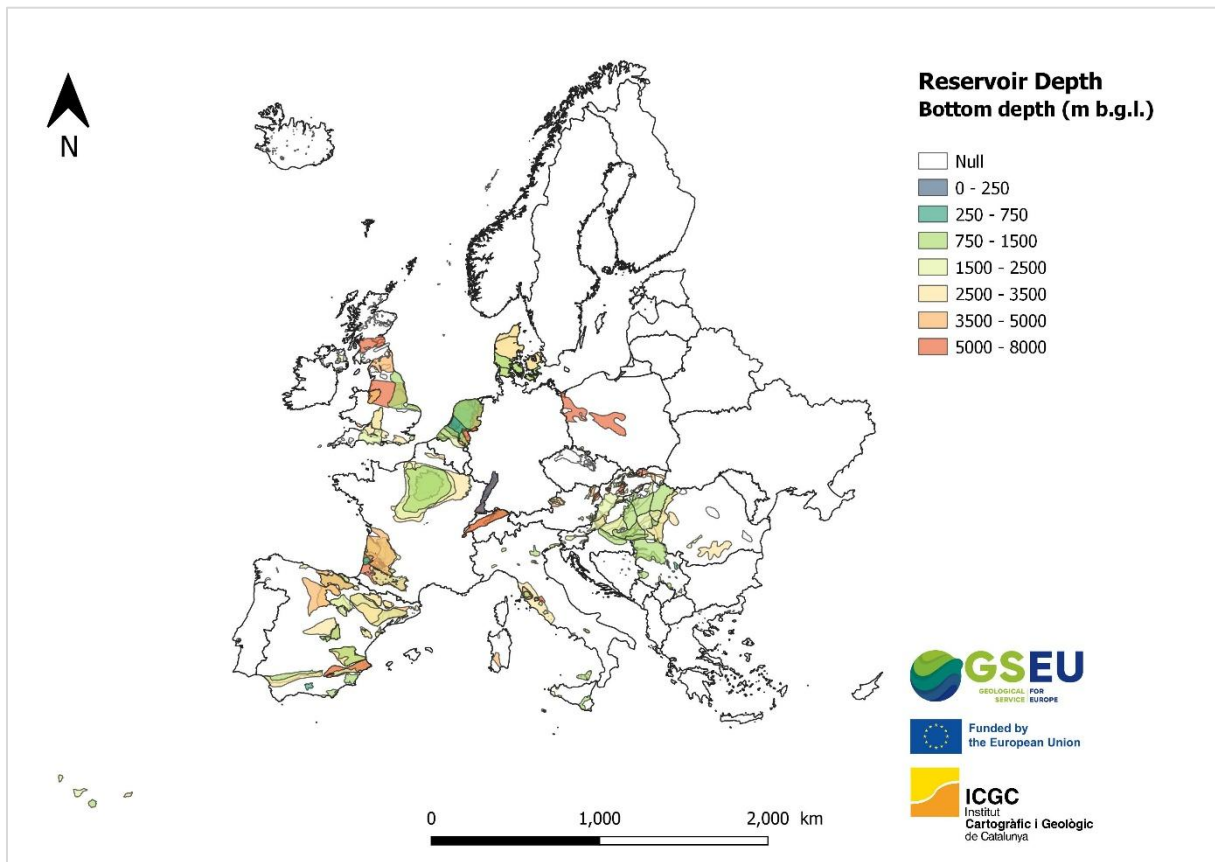 N
Reservoir Depth
Bottom depth (m b.g.l.)
Null
0 - 250
250 - 750
750 - 1500
1500 - 2500
2500 - 3500
3500 - 5000
5000 - 8000
GSEU
GEOLOGICAL FOR
SERVICE EUROPE
Funded by
the European Union
ICGC
Institut
Cartogràfic i Geològic
de Catalunya
0 1,000 2,000 km